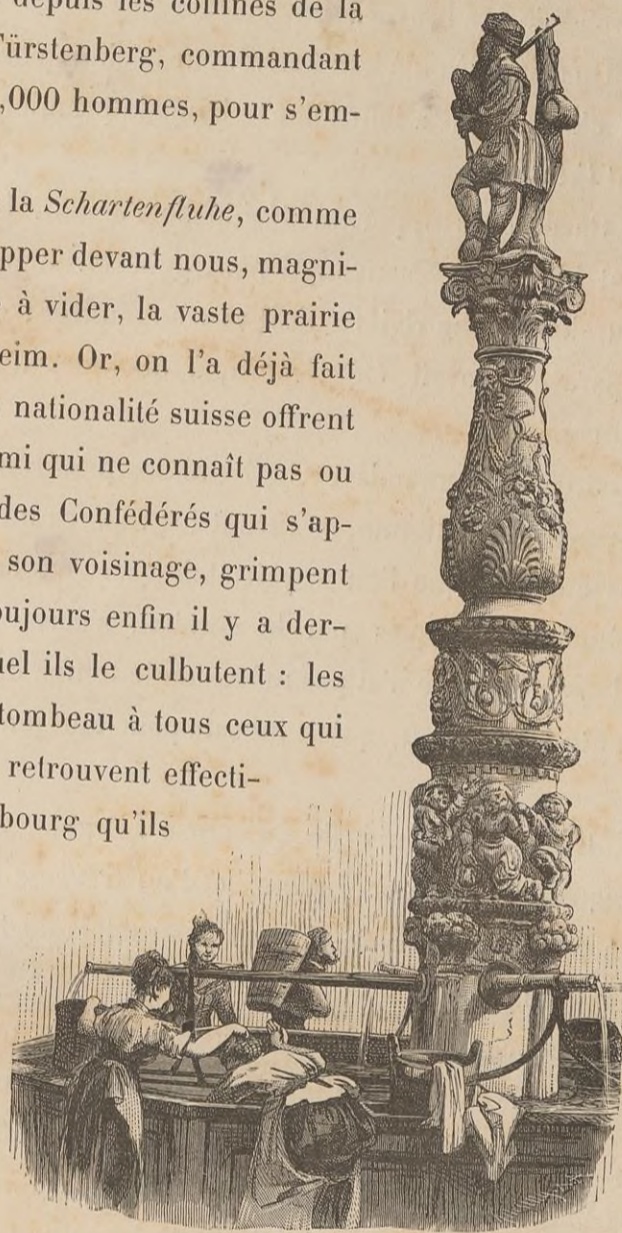 depuis les collines de la
Fürstenberg, commandant
,000 hommes, pour s'em-
la Schartenfluhe, comme
pper devant nous, magni-
à vider, la vaste prairie
eim. Or, on l'a déjà fait
nationalité suisse offrent
mi qui ne connaît pas ou
des Confédérés qui s'ap-
son voisinage, grimpent
oujours enfin il y a der-
uel ils le culbutent : les
tombeau à tous ceux qui
retrouvent effecti-
bourg qu'ils